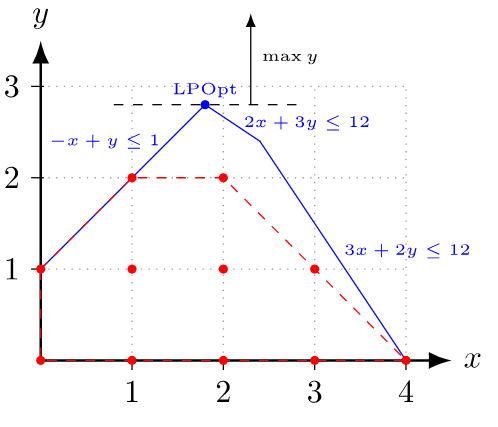 y
max y
3
LPOpt
2x + 3y ≤ 12
−x + y ≤ 1
2
3x + 2y ≤ 12
1
x
1 2 3 4